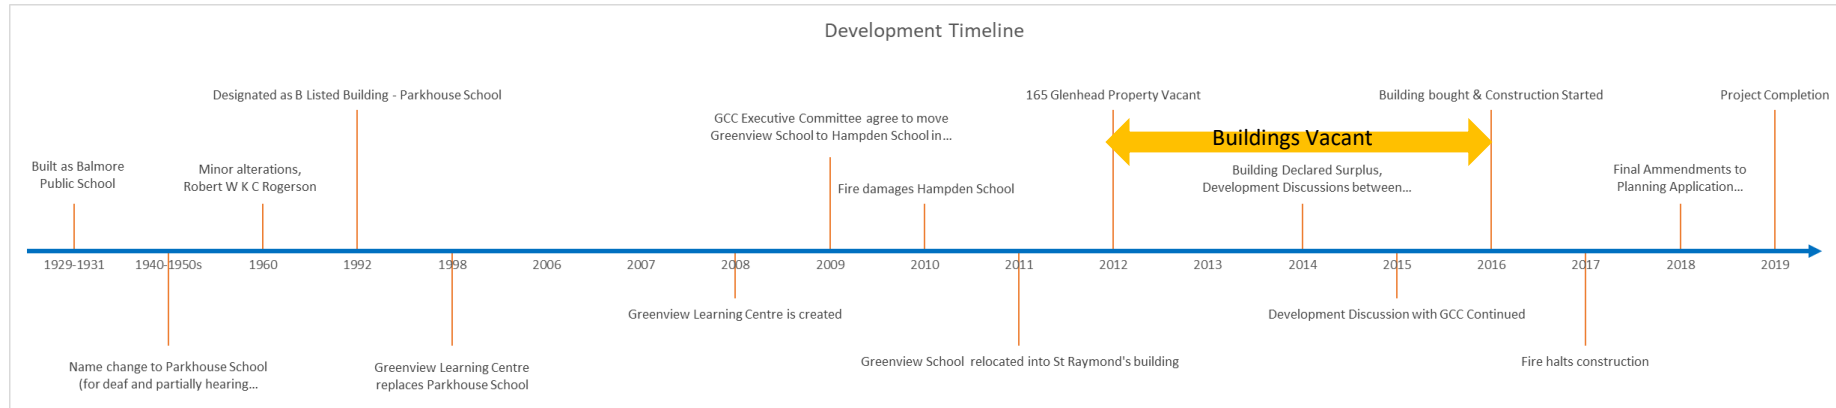 Development Timeline
Designated as B Listed Building - Parkhouse School
165 Glenhead Property Vacant
Building bought & Construction Started
Project Completion
GCC Executive Committee agree to move
Greenview School to Hampden School in...
Buildings Vacant
Built as Balmore
Public School
Minor alterations,
Robert W K C Rogerson
Fire damages Hampden School
Building Declared Surplus,
Development Discussions between...
Final Ammendments to
Planning Application...
1929-1931 1940-1950s 1960 1992 1998 2006 2007 2008 2009 2010 2011 2012 2013 2014 2015 2016 2017 2018 2019
Greenview Learning Centre is created
Development Discussion with GCC Continued
Name change to Parkhouse School
(for deaf and partially hearing...
Greenview Learning Centre
replaces Parkhouse School
Greenview School relocated into St Raymond's building
Fire halts construction